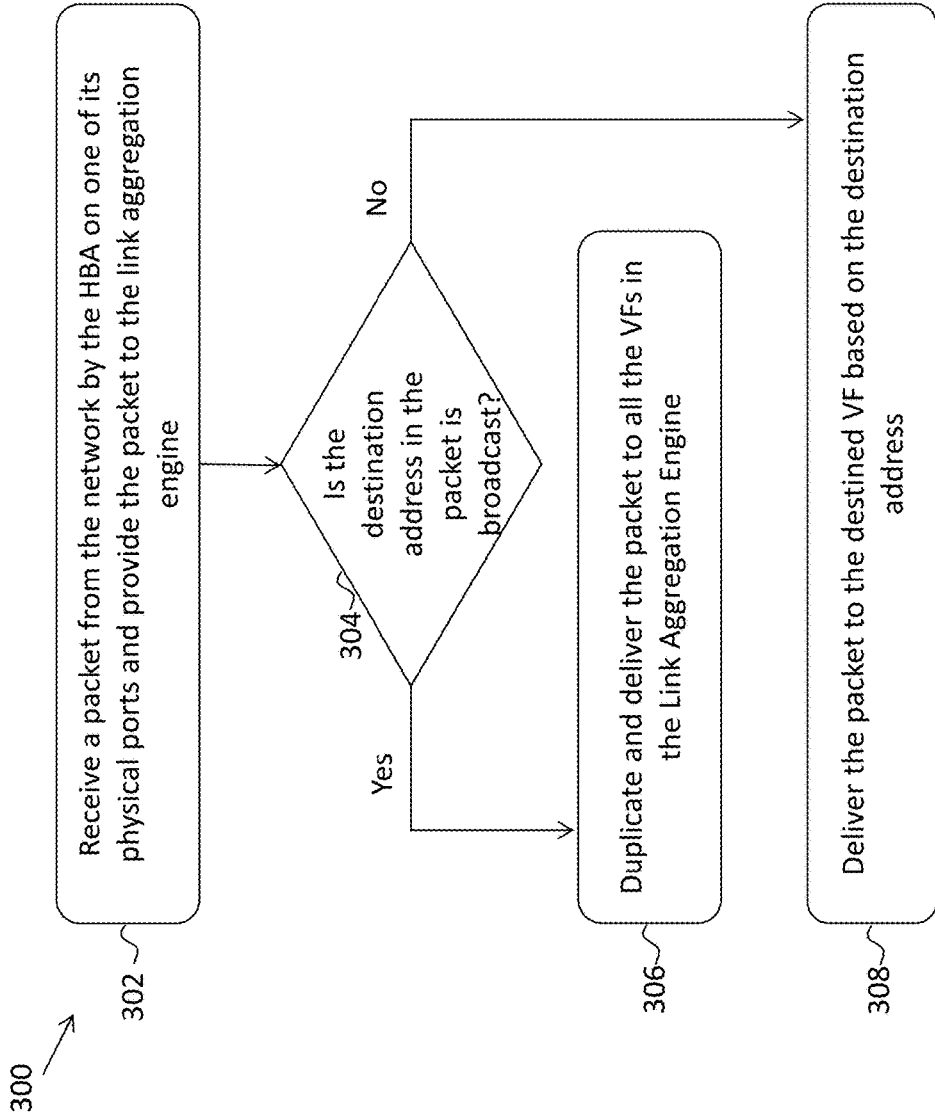 300
302
Receive a packet from the network by the HBA on one of its
physical ports and provide the packet to the link aggregation
engine
304
Is the
destination
address in the
packet is
broadcast?
Yes
No
306
Duplicate and deliver the packet to all the VFs in
the Link Aggregation Engine
308
Deliver the packet to the destined VF based on the destination
address